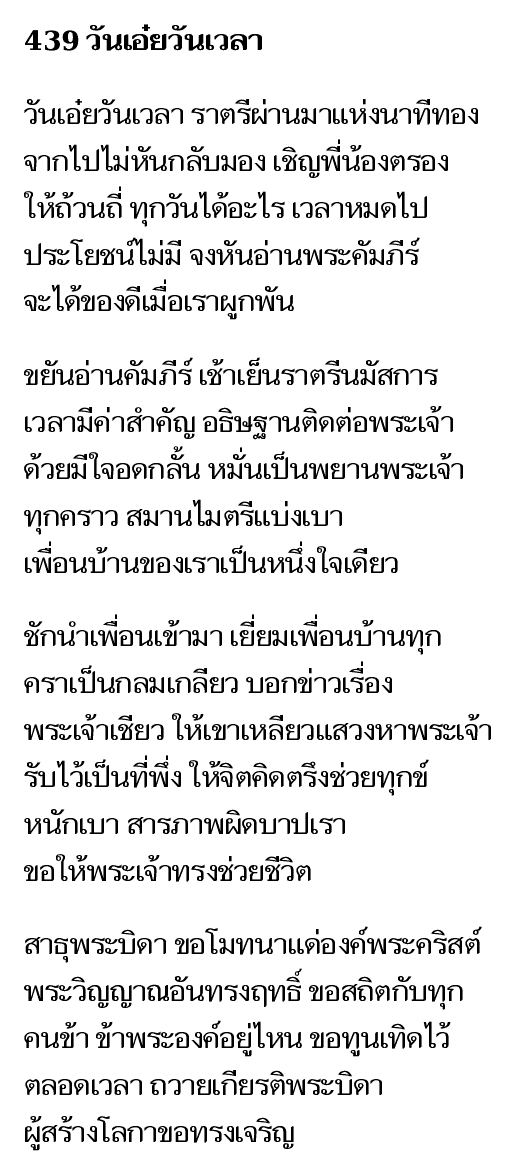 439 วันเอ๋ยวันเวลา
วันเอ๋ยวันเวลา ราตรีผ่านมาแห่งนาทีทอง
จากไปไม่หันกลับมอง เชิญพี่น้องตรอง
ให้ถ้วนถี่ ทุกวันได้อะไร เวลาหมดไป
ประโยชน์ไม่มี จงหันอ่านพระคัมภีร์
จะได้ของดีเมื่อเราผูกพัน
ขยันอ่านคัมภีร์ เช้าเย็นราตรีนมัสการ
เวลามีค่าสำคัญ อธิษฐานติดต่อพระเจ้า
ด้วยมีใจอดกลั้น หมั่นเป็นพยานพระเจ้า
ทุกคราว สมานไมตรีแบ่งเบา
เพื่อนบ้านของเราเป็นหนึ่งใจเดียว
ชักนำเพื่อนเข้ามา เยี่ยมเพื่อนบ้านทุก
คราเป็นกลมเกลียว บอกข่าวเรื่อง
พระเจ้าเชียว ให้เขาเหลียวแสวงหาพระเจ้า
รับไว้เป็นที่พึ่ง ให้จิตคิดตรึงช่วยทุกข์
หนักเบา สารภาพผิดบาปเรา
ขอให้พระเจ้าทรงช่วยชีวิต
สาธุพระบิดา ขอโมทนาแด่องค์พระคริสต์
พระวิญญาณอันทรงฤทธิ์ ขอสถิตกับทุก
คนข้า ข้าพระองค์อยู่ไหน ขอทูนเทิดไว้
ตลอดเวลา ถวายเกียรติพระบิดา
ผู้สร้างโลกาขอทรงเจริญ